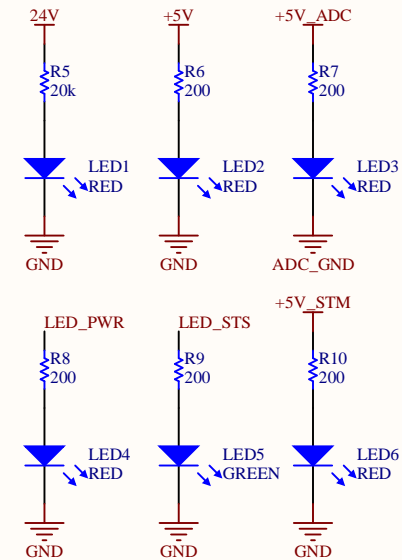 24V
+5V
+5V_ADC
R5
20k
R6
200
R7
200
LED1
RED
LED2
RED
LED3
RED
GND
GND
ADC_GND
LED_PWR
LED_STS
+5V_STM
R8
200
R9
200
R10
200
LED4
RED
LED5
GREEN
LED6
RED
GND
GND
GND